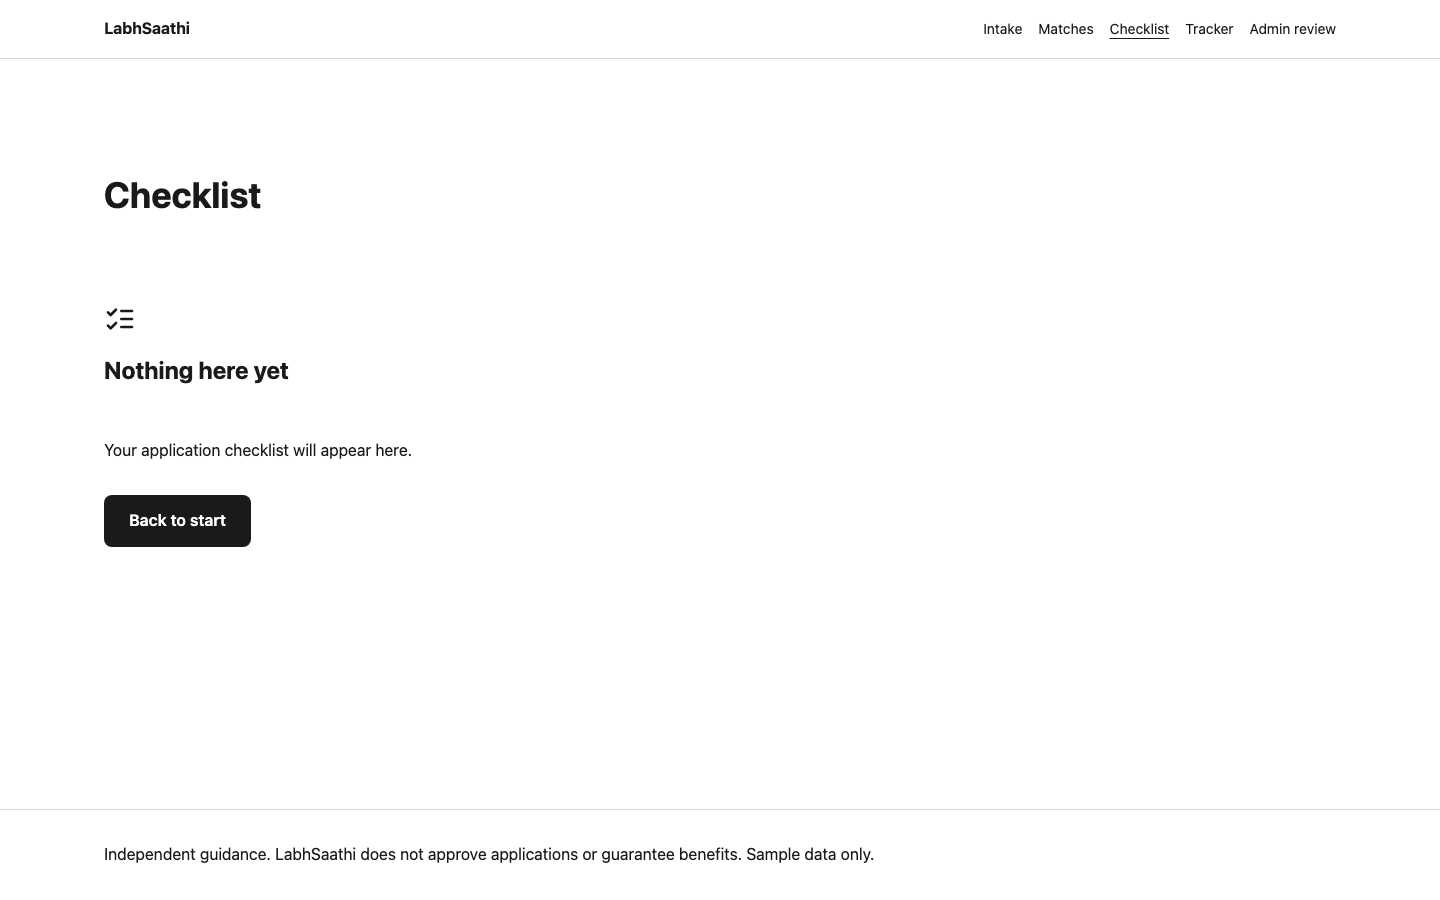 LabhSaathi
Intake Matches Checklist Tracker Admin review
Checklist
Nothing here yet
Your application checklist will appear here.
Back to start
Independent guidance. LabhSaathi does not approve applications or guarantee benefits. Sample data only.